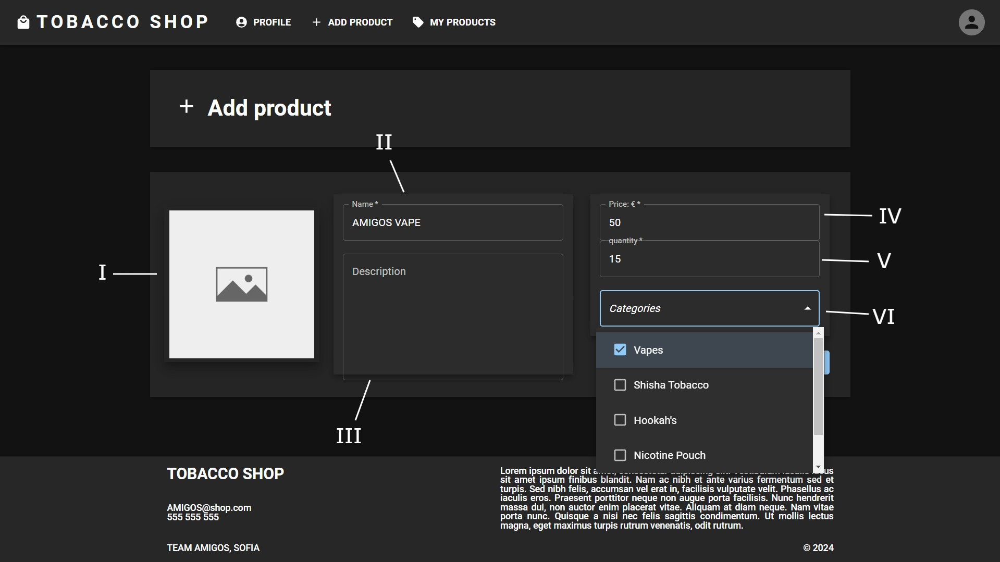 TOBACCO SHOP
PROFILE
ADD PRODUCT
MY PRODUCTS
Add product
I
II
Name *
AMIGOS VAPE
Description
III
Price: € *
50
IV
quantity *
15
V
Categories
VI
Vapes
Shisha Tobacco
Hookah's
Nicotine Pouch
TOBACCO SHOP
AMIGOS@shop.com
555 555 555
TEAM AMIGOS, SOFIA
Lorem ipsum dolor sit
sit amet ipsum finibus blandit. Nam ac nibh et ante varius fermentum sed et
turpis. Sed nibh felis, accumsan vel erat in, facilisis vulputate velit. Phasellus ac
iaculis eros. Praesent porttitor neque non augue porta facilisis. Nunc hendrerit
massa dui, non auctor enim placerat vitae. Aliquam at diam neque. Nam vitae
porta nunc. Quisque a nisi nec felis sagittis condimentum. Ut mollis lectus
magna, eget maximus turpis rutrum venenatis, odit rutrum.
© 2024